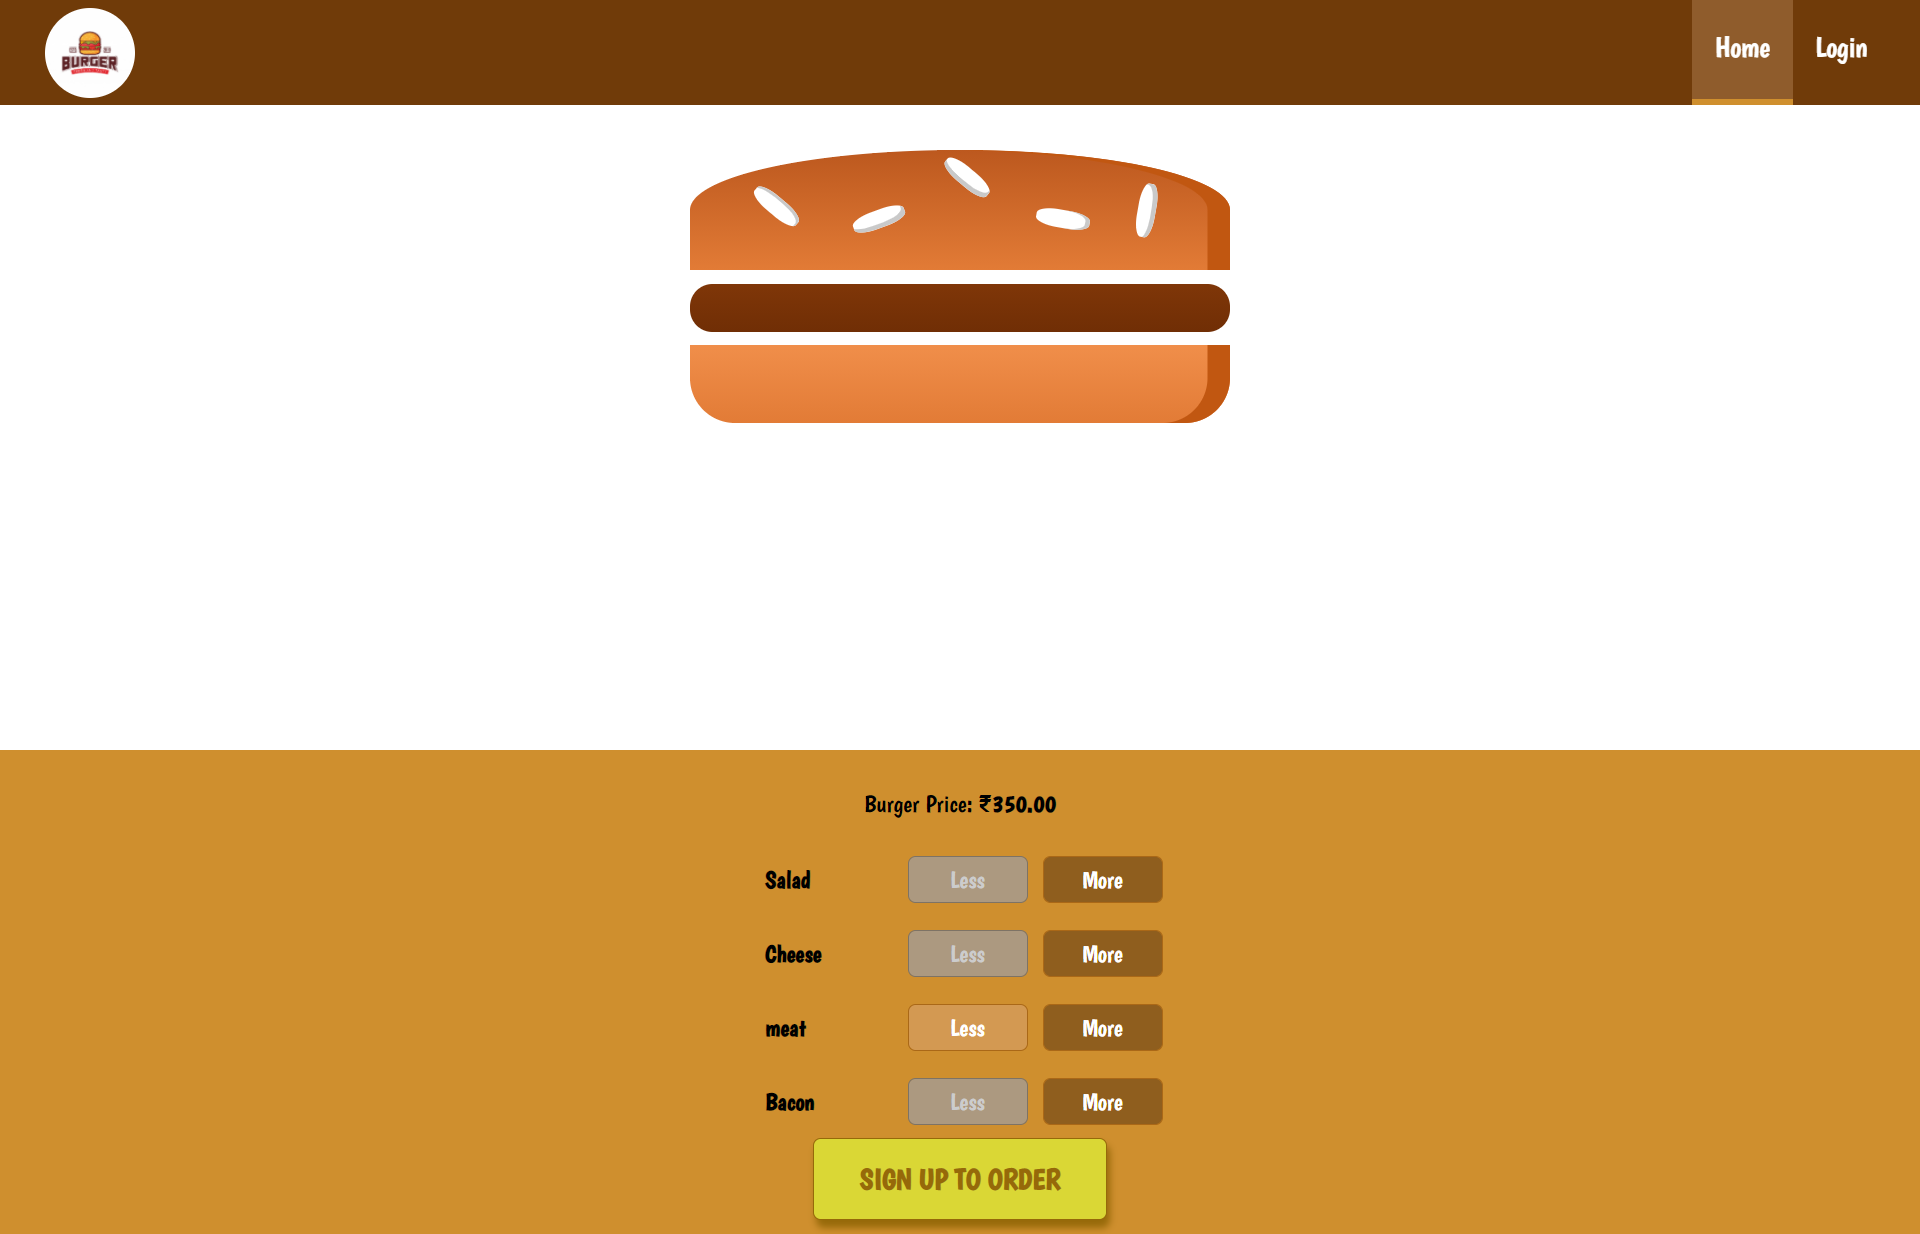 BURGER
Home
Login
Burger Price: ₹350.00
Salad Less More
Cheese Less More
meat Less More
Bacon Less More
SIGN UP TO ORDER